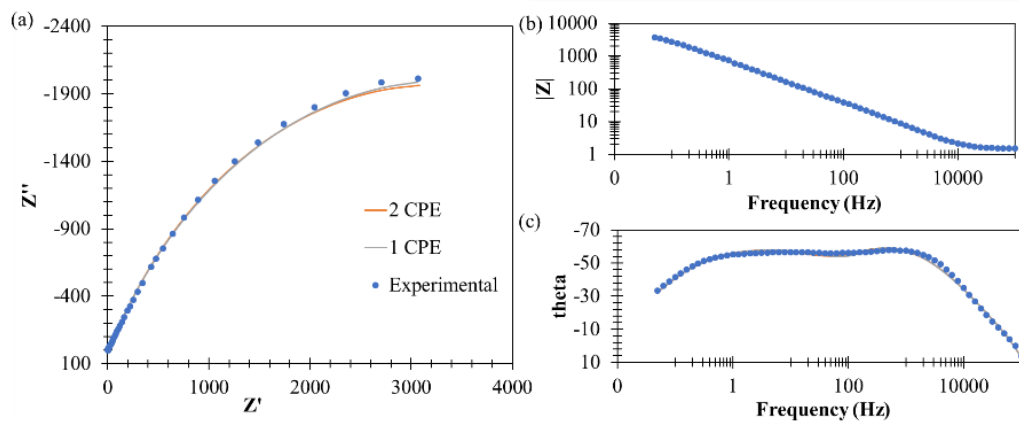 (a)
-2400
-1900
-1400
-900
-400
100
Z''
0
1000
2000
3000
4000
Z'
2 CPE
1 CPE
Experimental
(b)
10000
1000
100
10
1
|Z|
0
1
100
10000
Frequency (Hz)
(c)
-70
-50
-30
-10
10
theta
0
1
100
10000
Frequency (Hz)